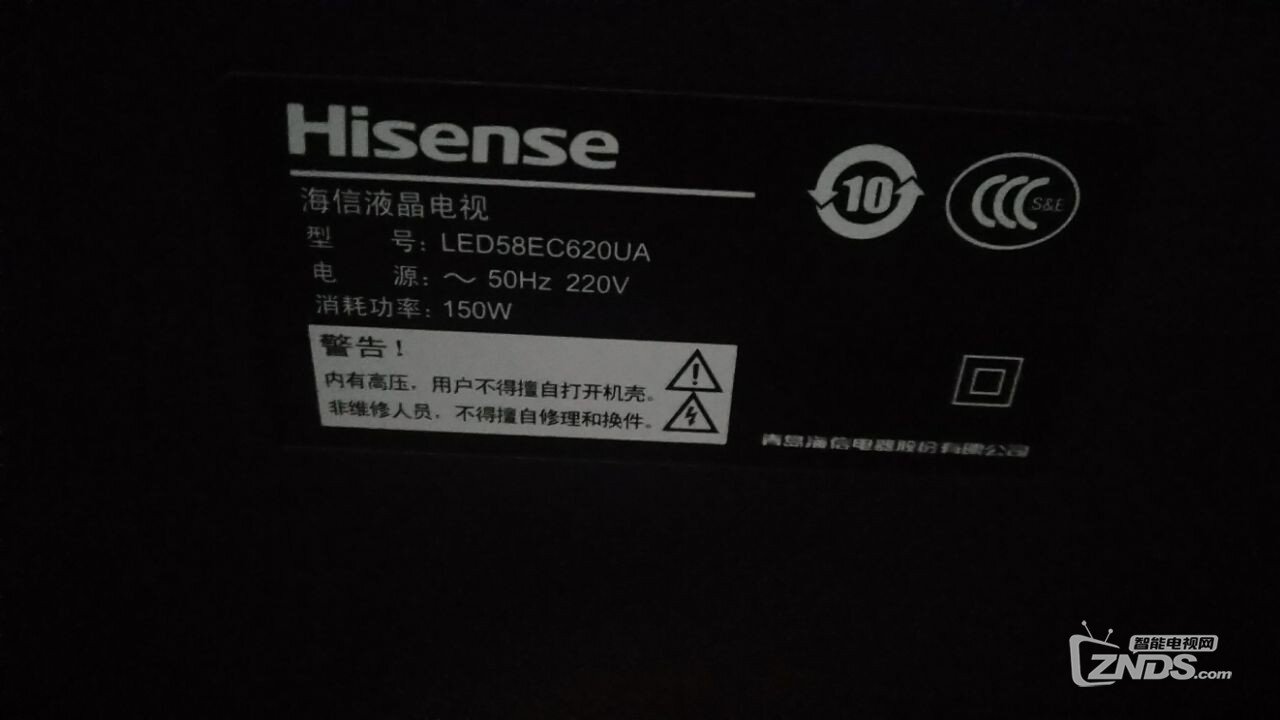 Hisense
海信液晶电视
型 号: LED58EC620UA
电 源: ～ 50Hz 220V
消耗功率: 150W
警告!
内有高压，用户不得擅自打开机壳。
非维修人员，不得擅自修理和换件。
10
CCC S&E
青岛海信电器股份有限公司
智能电视网
ZNDS.com